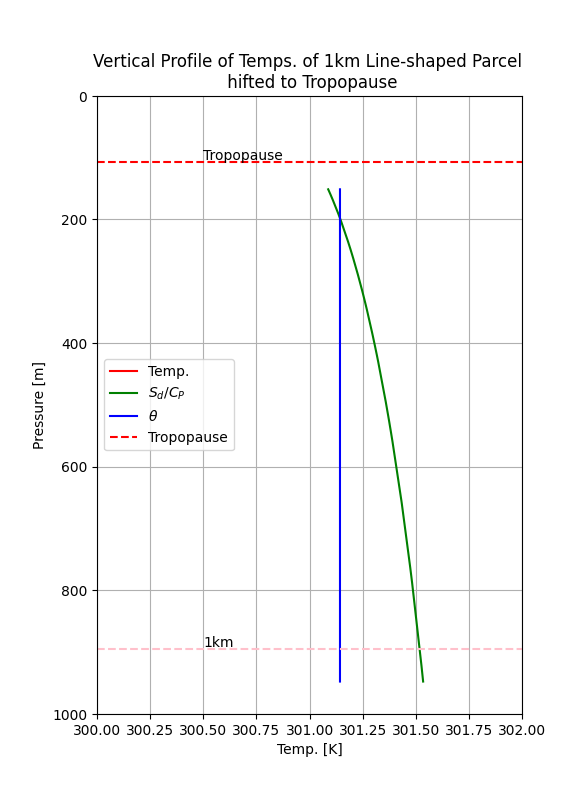 Vertical Profile of Temps. of 1km Line-shaped Parcel
hifted to Tropopause
0
Tropopause
200
400
Temp.
S_d/C_P
θ
Tropopause
Pressure [m]
600
800
1km
1000
300.00 300.25 300.50 300.75 301.00 301.25 301.50 301.75 302.00
Temp. [K]